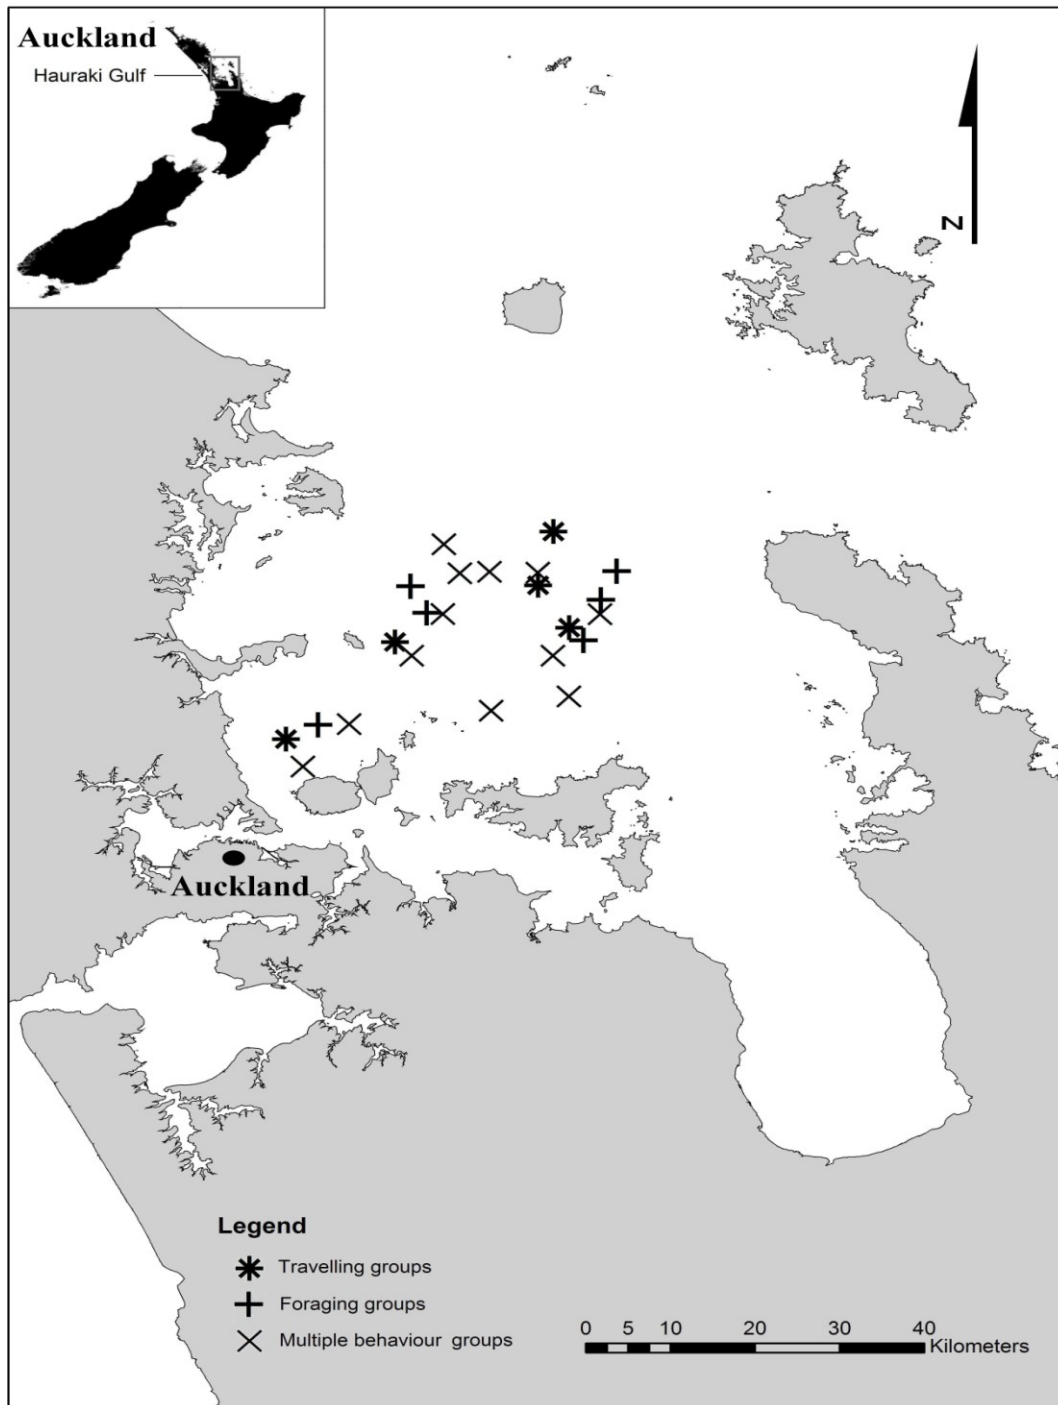 Auckland
Hauraki Gulf
N
Auckland
Legend
Travelling groups
Foraging groups
Multiple behaviour groups
0 5 10 20 30 40
Kilometers